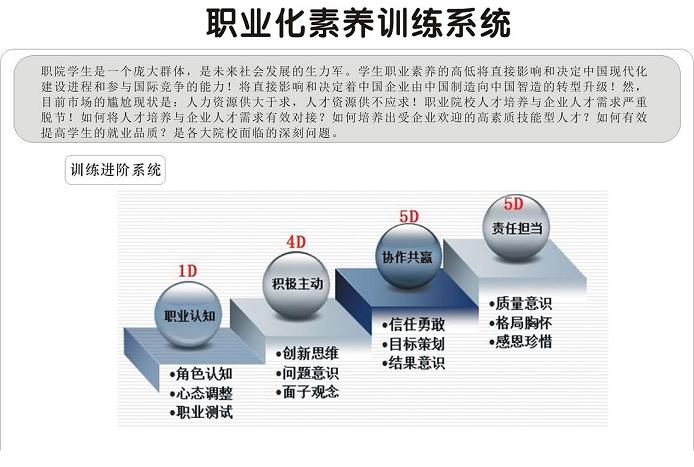 职业化素养训练系统
职院学生是一个庞大群体，是未来社会发展的生力军。学生职业素养的高低将直接影响和决定中国现代化
建设进程和参与国际竞争的能力！将直接影响和决定着中国企业由中国制造向中国智造的转型升级！然，
目前市场的尴尬现状是：人力资源供大于求，人才资源供不应求！职业院校人才培养与企业人才需求严重
脱节！如何将人才培养与企业人才需求有效对接？如何培养出受企业欢迎的高素质技能型人才？如何有效
提高学生的就业品质？是各大院校面临的深刻问题。
训练进阶系统
1D
职业认知
•角色认知
•心态调整
•职业测试
4D
积极主动
•创新思维
•问题意识
•面子观念
5D
协作共赢
•信任勇敢
•目标策划
•结果意识
5D
责任担当
•质量意识
•格局胸怀
•感恩珍惜